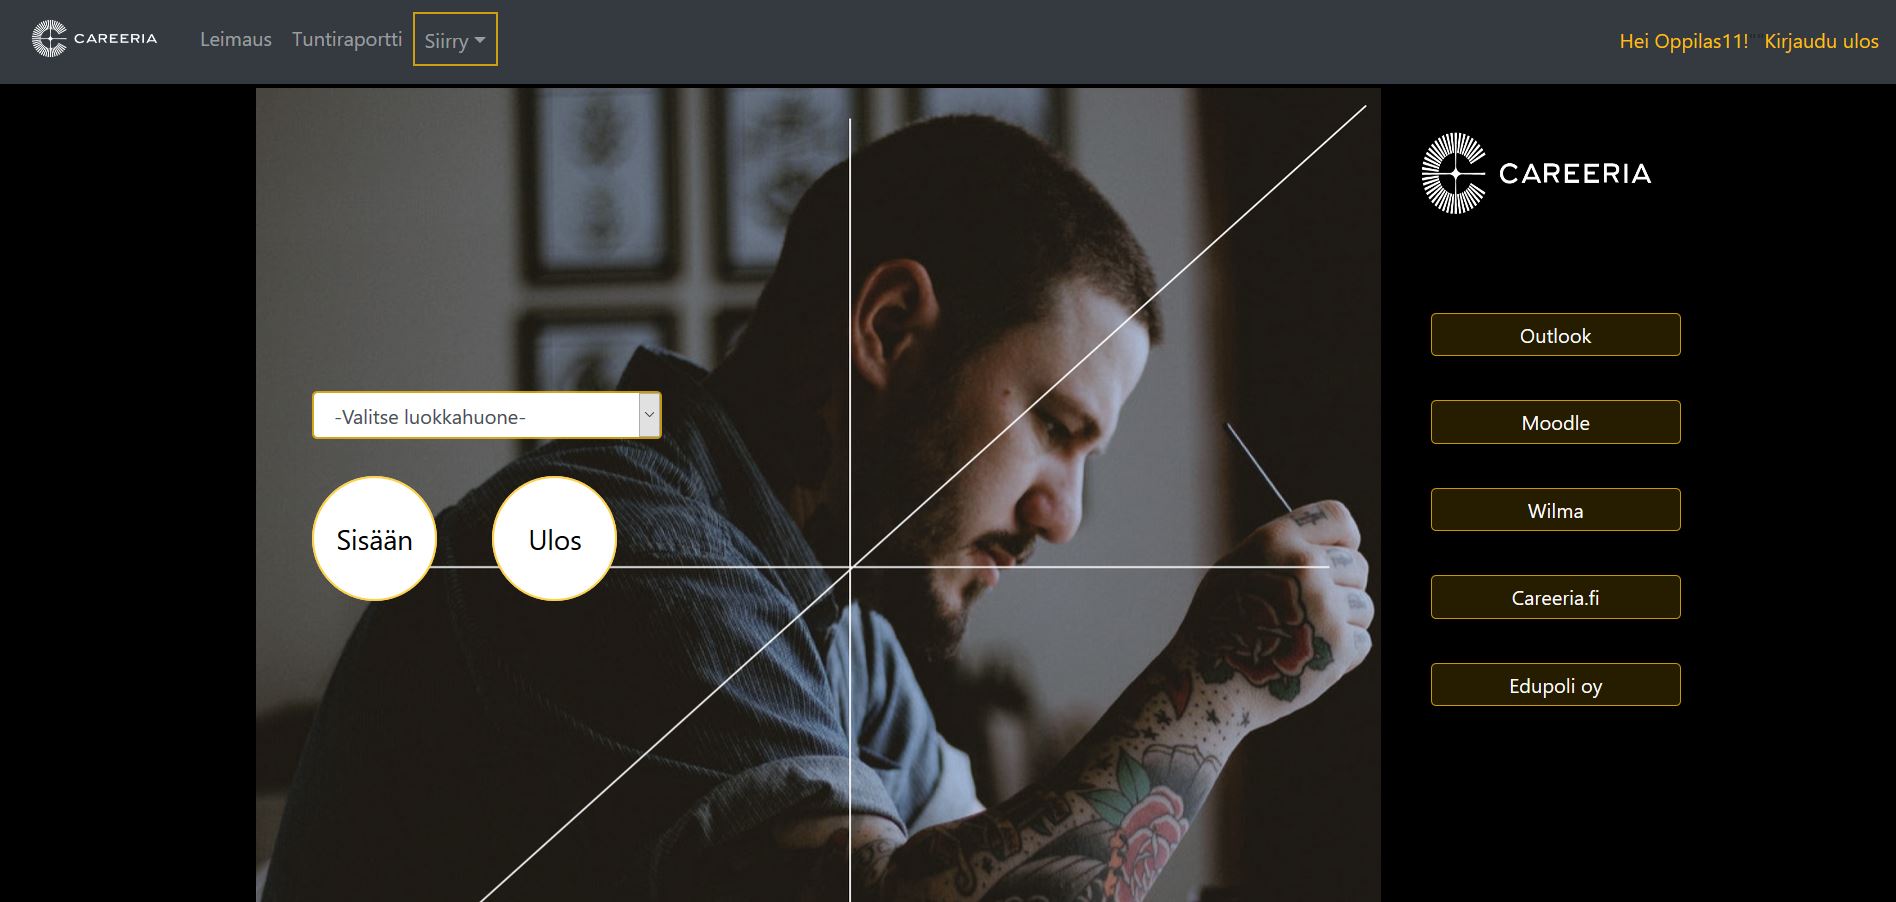 CAREERIA
Leimaus
Tuntiraportti
Siirry
Hei Oppilas11!""Kirjaudu ulos
CAREERIA
-Valitse luokkahuone-
Sisään
Ulos
Outlook
Moodle
Wilma
Careeria.fi
Edupoli oy